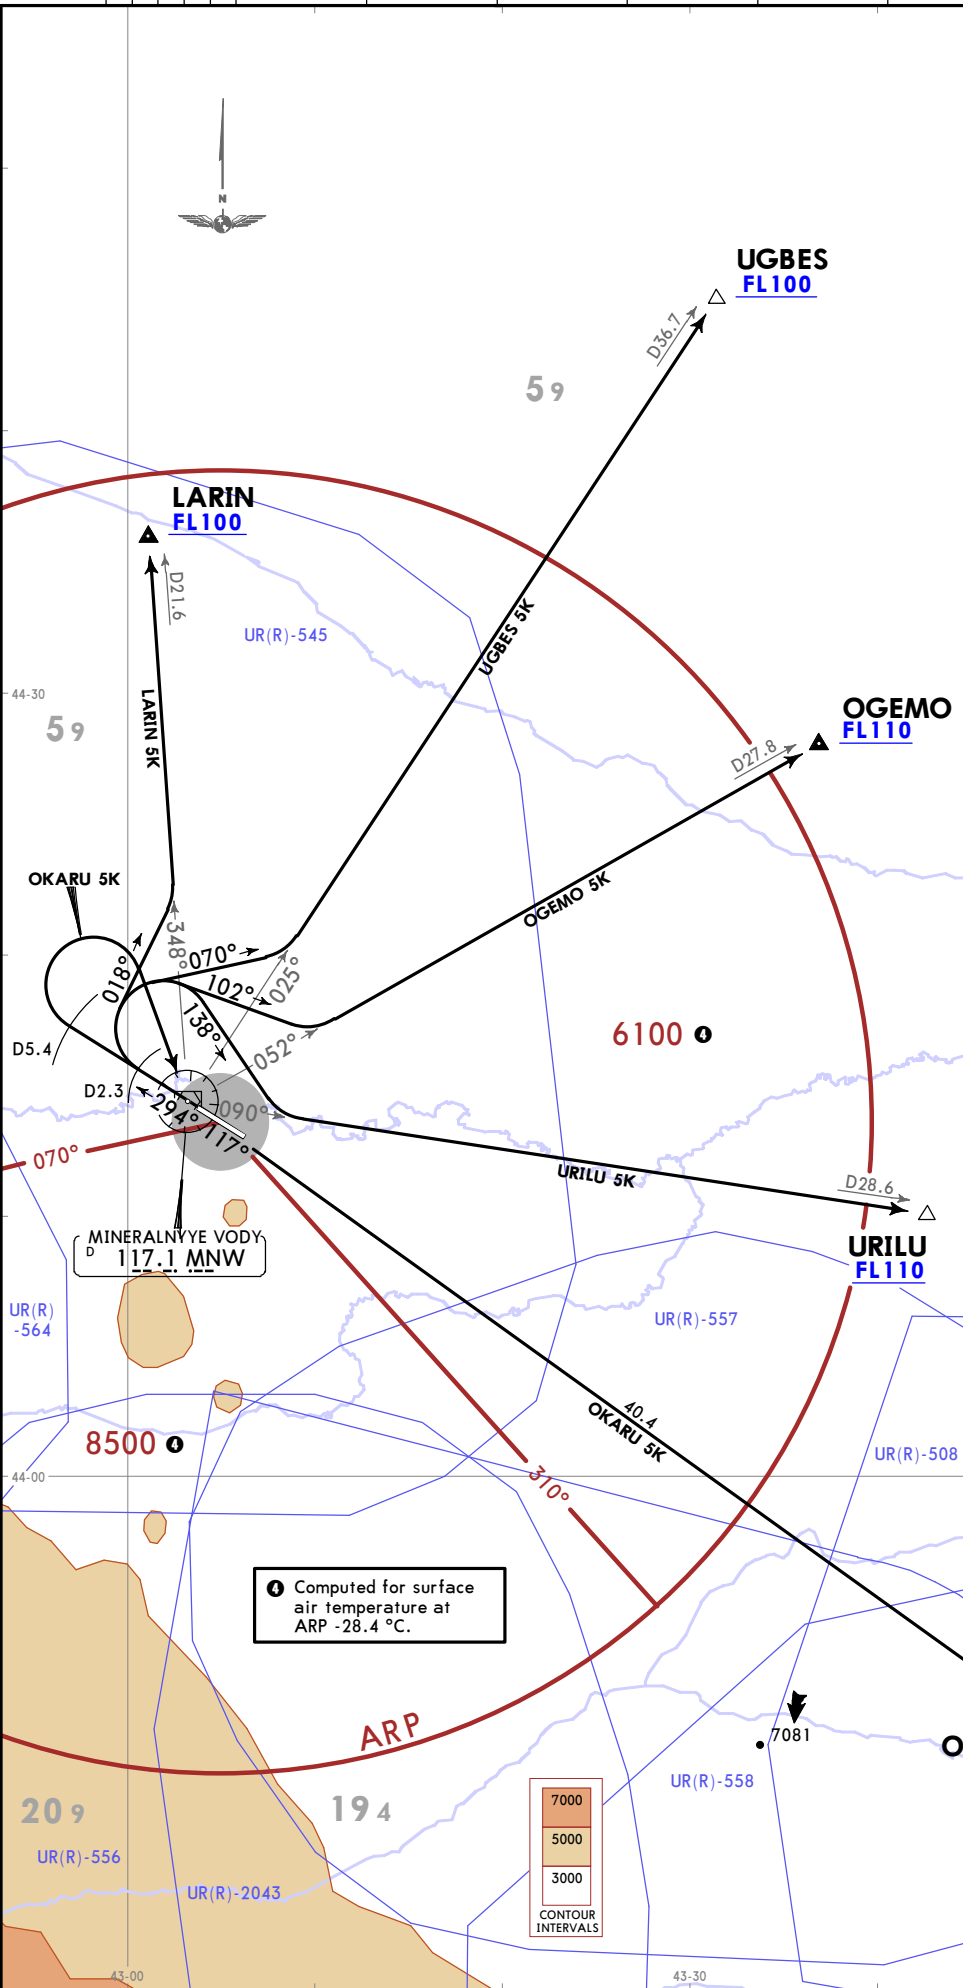 N
UGBES
FL100
D36.7
59
LARIN
FL100
D21.6
UR(R)-545
UGBES 5K
44-30
59
LARIN 5K
OGEMO
FL110
D27.8
OKARU 5K
OGEMO 5K
348°
070°
018°
025°
102°
138°
6100 4
D5.4
052°
D2.3
294°
090°
117°
070°
URILU 5K
D28.6
MINERALNYYE VODY
D 117.1 MNW
URILU
FL110
UR(R)
-564
UR(R)-557
40.4
OKARU 5K
8500 4
UR(R)-508
44-00
310°
4 Computed for surface
air temperature at
ARP -28.4 °C.
ARP
7081
O
UR(R)-558
209
194
7000
5000
3000
CONTOUR
INTERVALS
UR(R)-556
UR(R)-2043
43-00
43-30